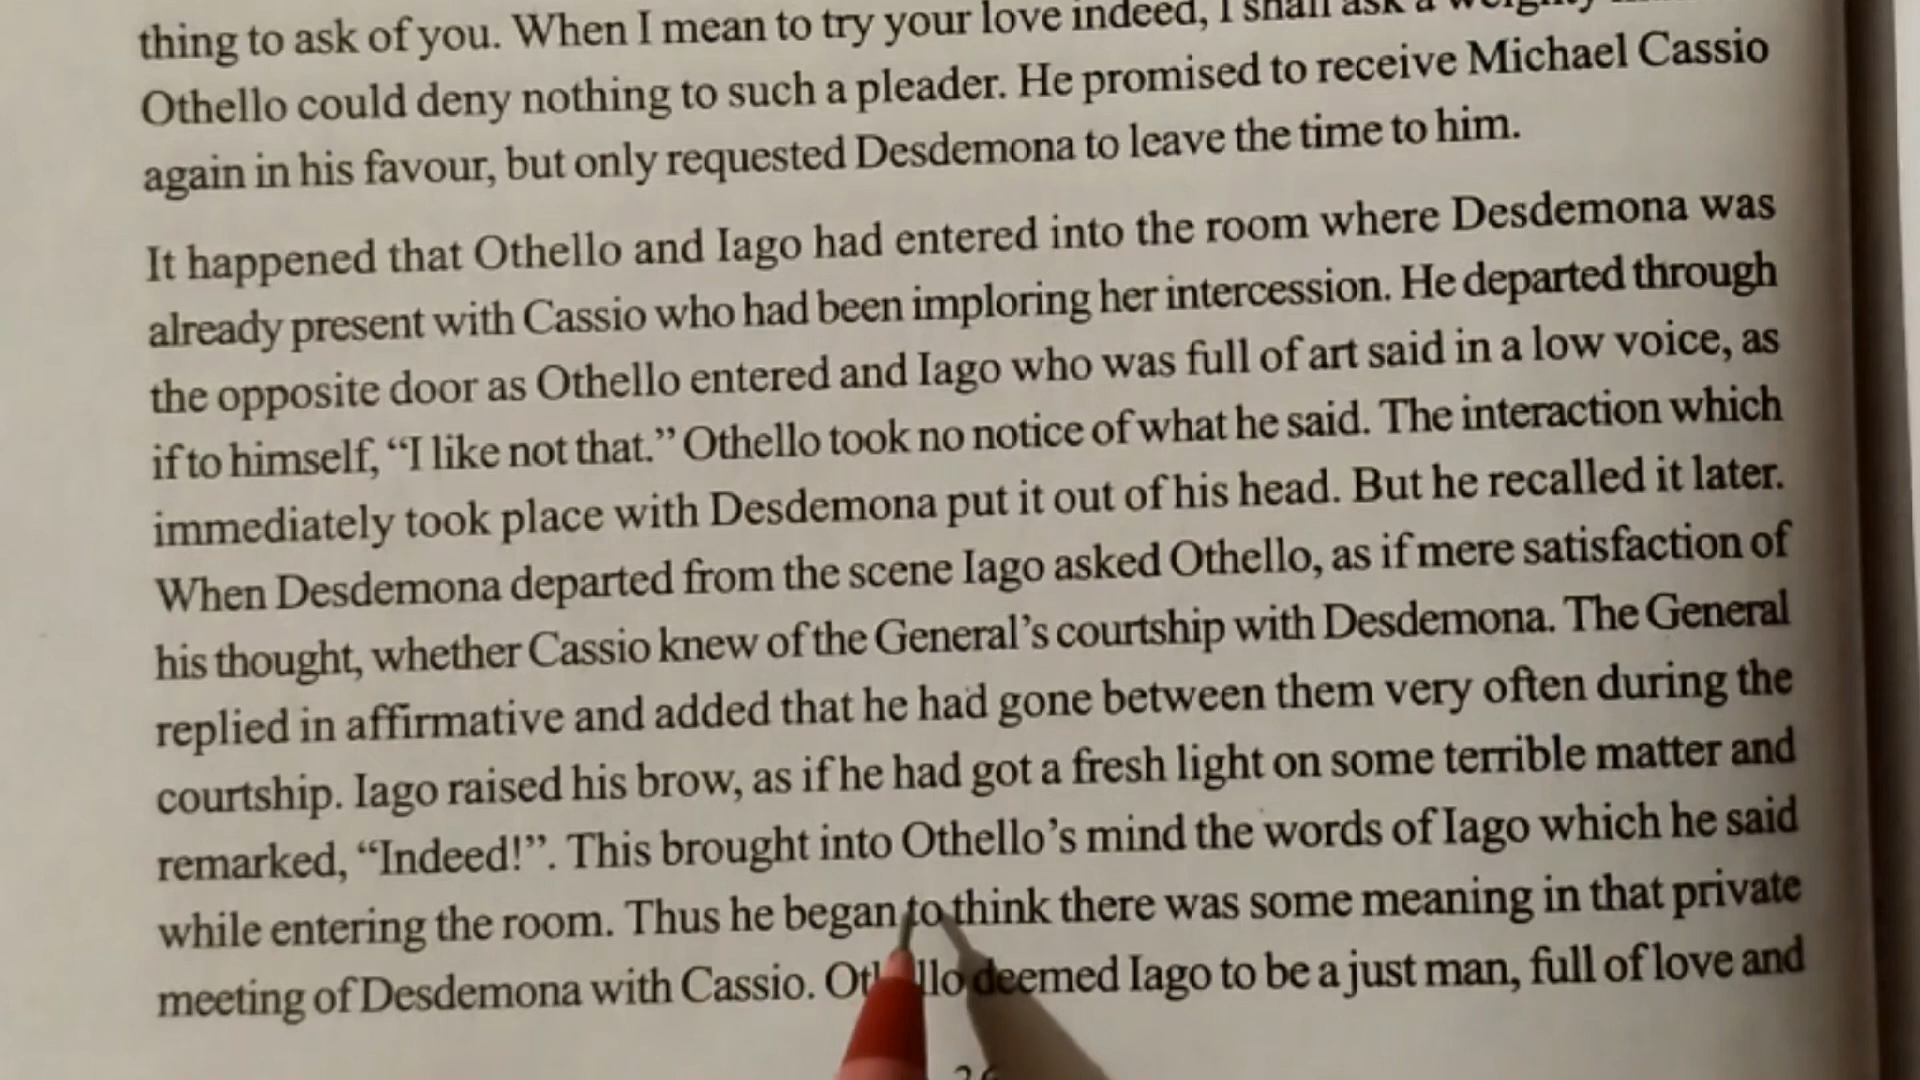 thing to ask of you. When I mean to try your love indeed, I shall ask a weighty
Othello could deny nothing to such a pleader. He promised to receive Michael Cassio
again in his favour, but only requested Desdemona to leave the time to him.
It happened that Othello and Iago had entered into the room where Desdemona was
already present with Cassio who had been imploring her intercession. He departed through
the opposite door as Othello entered and Iago who was full of art said in a low voice, as
if to himself, “I like not that.” Othello took no notice of what he said. The interaction which
immediately took place with Desdemona put it out of his head. But he recalled it later.
When Desdemona departed from the scene Iago asked Othello, as if mere satisfaction of
his thought, whether Cassio knew of the General’s courtship with Desdemona. The General
replied in affirmative and added that he had gone between them very often during the
courtship. Iago raised his brow, as if he had got a fresh light on some terrible matter and
remarked, “Indeed!”. This brought into Othello’s mind the words of Iago which he said
while entering the room. Thus he began to think there was some meaning in that private
meeting of Desdemona with Cassio. Othello deemed Iago to be a just man, full of love and